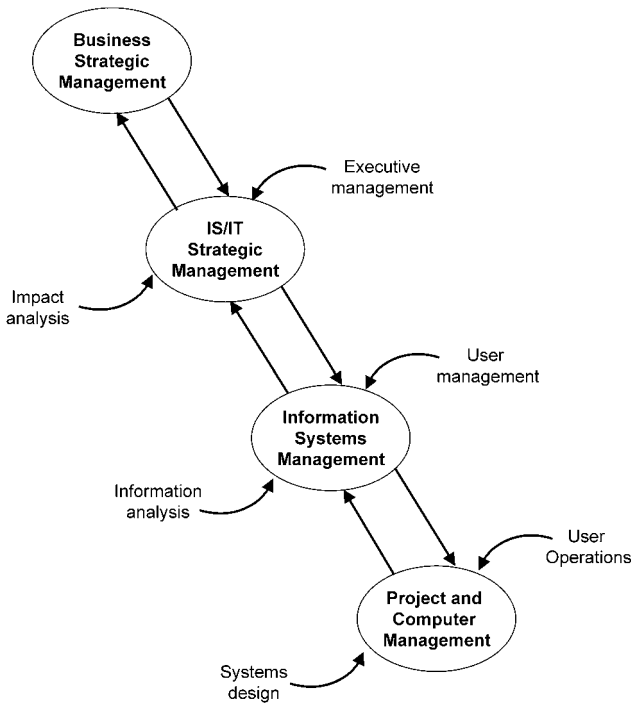 Business
Strategic
Management
Executive
management
IS/IT
Strategic
Management
Impact
analysis
User
management
Information
Systems
Management
Information
analysis
User
Operations
Project and
Computer
Management
Systems
design